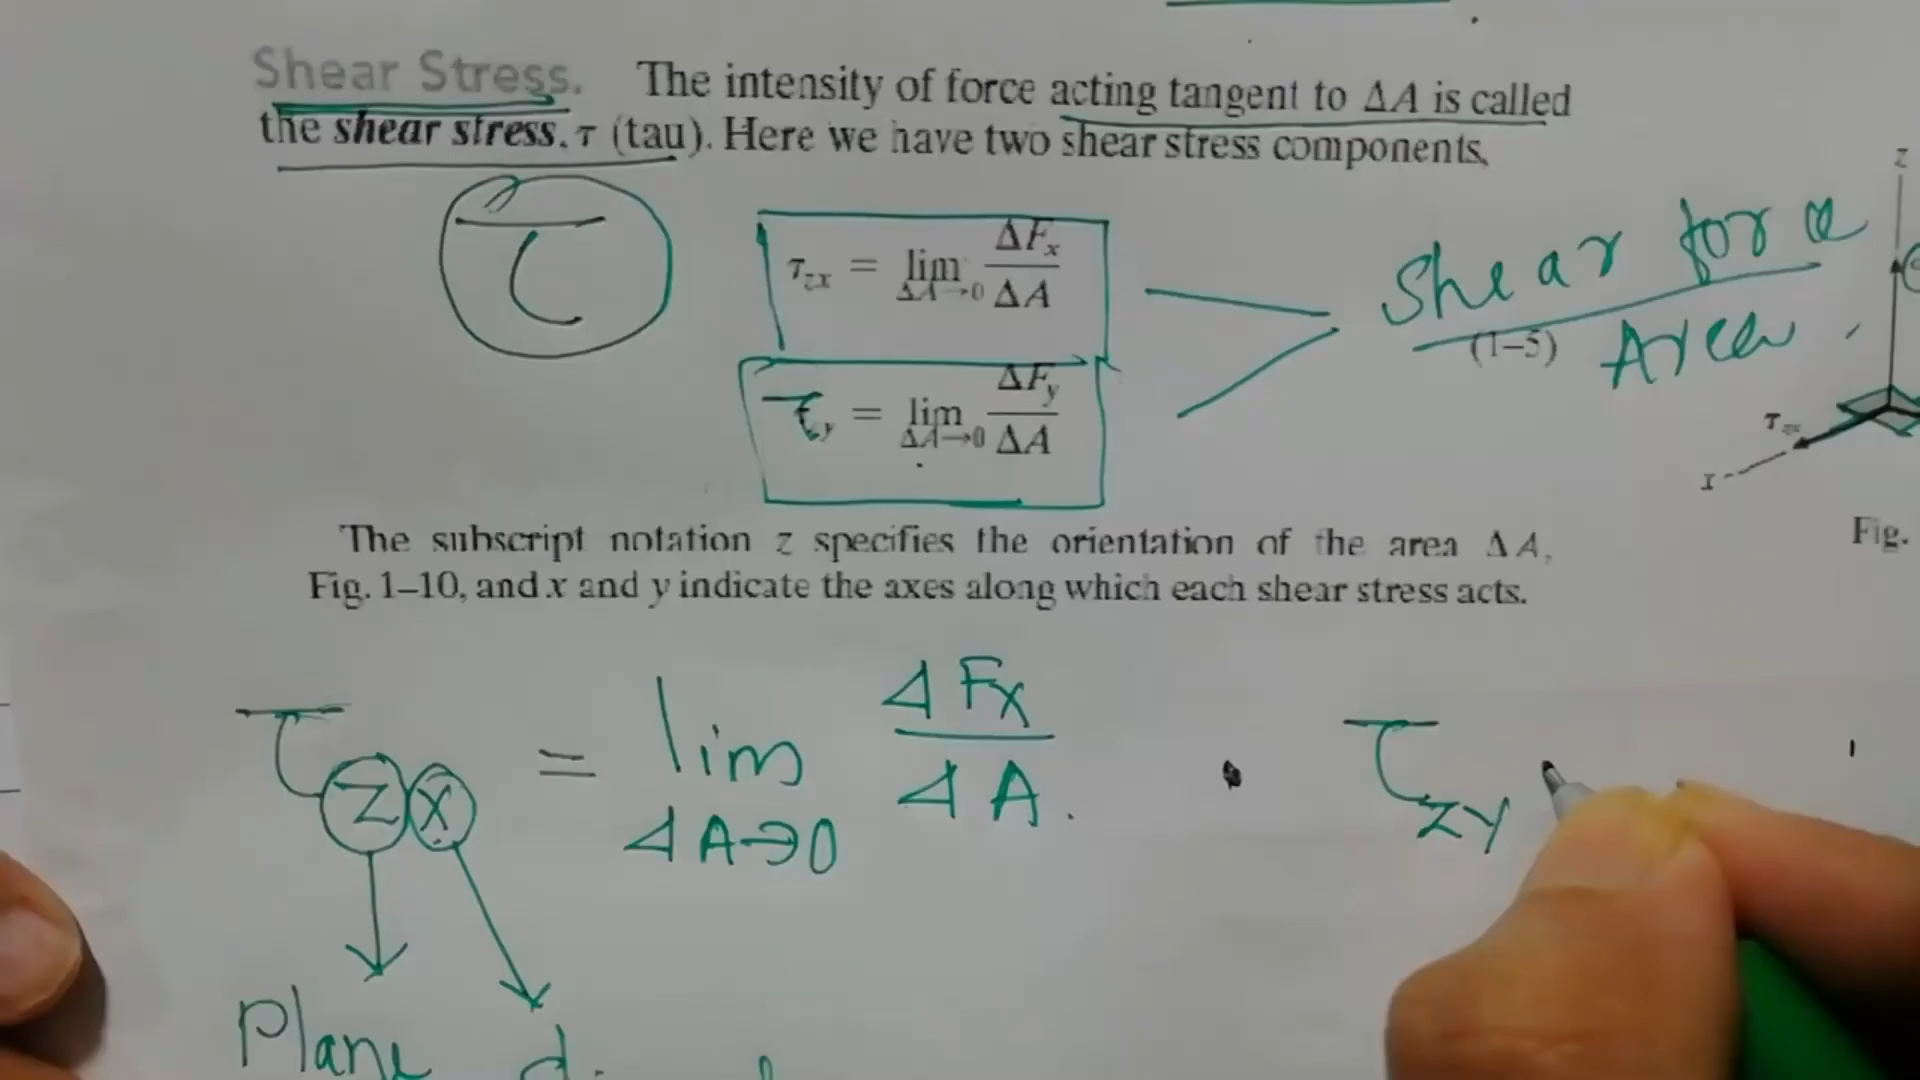 Shear Stress. The intensity of force acting tangent to ΔA is called
the shear stress, τ (tau). Here we have two shear stress components,
τ
τzx = lim ΔA→0 ΔFx / ΔA
τy = lim ΔA→0 ΔFy / ΔA
Shear force / Area
(1–5)
z
τzx
x
Fig.
The subscript notation z specifies the orientation of the area ΔA,
Fig. 1–10, and x and y indicate the axes along which each shear stress acts.
τzx = lim ΔA→0 ΔFx / ΔA .
τzy
Plane